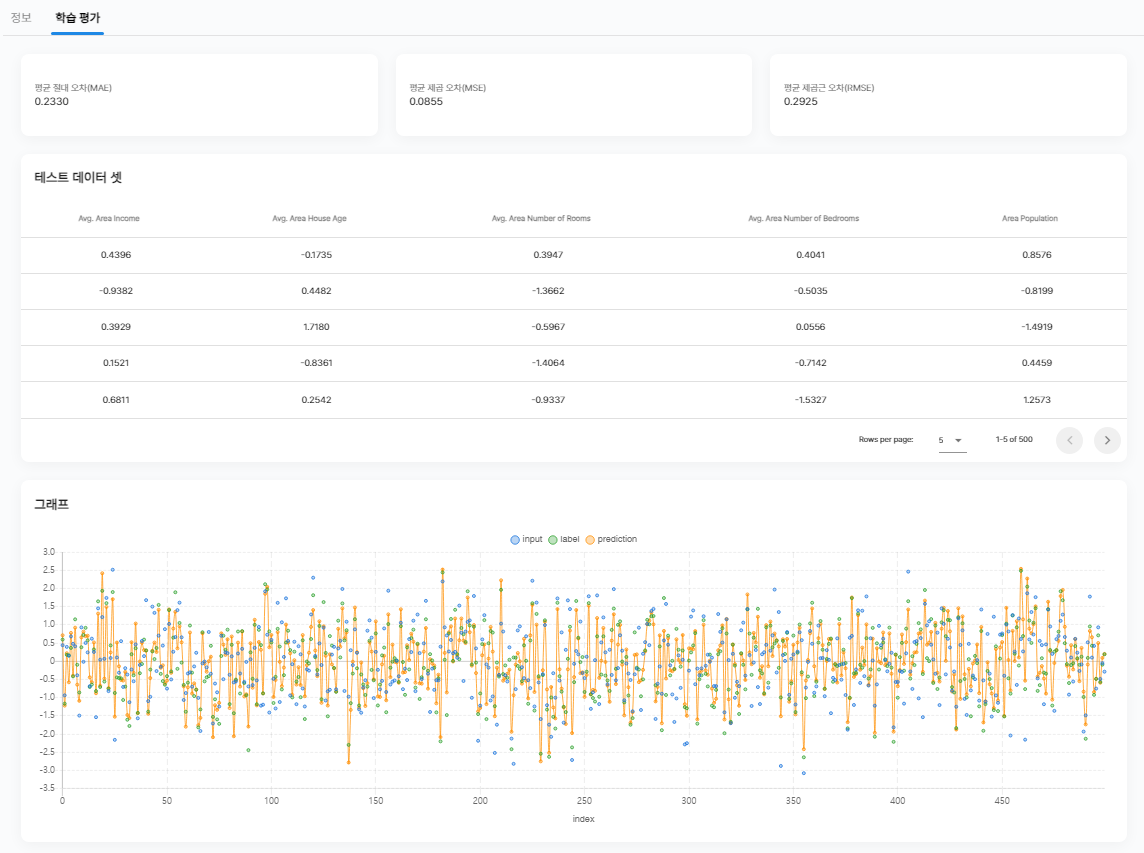 정보 학습 평가
평균 절대 오차(MAE) 평균 제곱 오차(MSE) 평균 제곱근 오차(RMSE)
0.2330 0.0855 0.2925
테스트 데이터 셋
Avg. Area Income Avg. Area House Age Avg. Area Number of Rooms Avg. Area Number of Bedrooms Area Population
0.4396 -0.1735 0.3947 0.4041 0.8576
-0.9382 0.4482 -1.3662 -0.5035 -0.8199
0.3929 1.7180 -0.5967 0.0556 -1.4919
0.1521 -0.8361 -1.4064 -0.7142 0.4459
0.6811 0.2542 -0.9337 -1.5327 1.2573
Rows per page: 5 1-5 of 500
그래프
input label prediction
3.0
2.5
2.0
1.5
1.0
0.5
0
-0.5
-1.0
-1.5
-2.0
-2.5
-3.0
-3.5
0 50 100 150 200 250 300 350 400 450
index